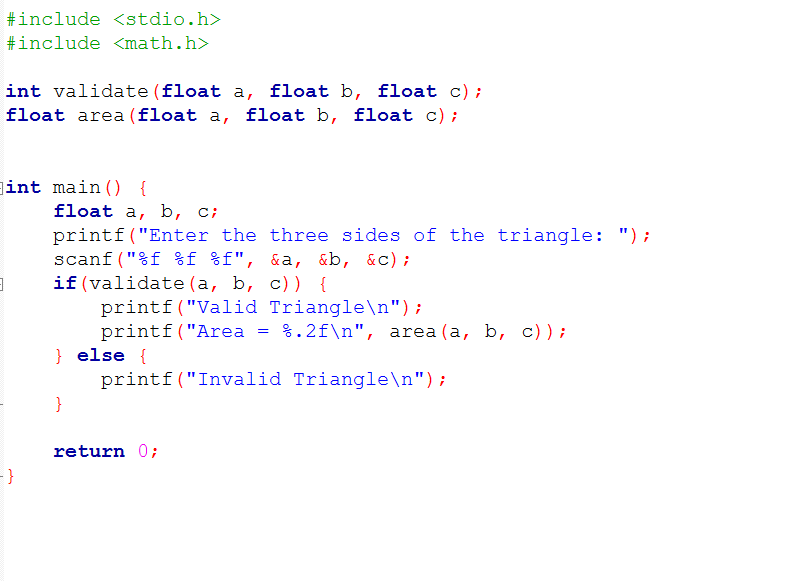 #include <stdio.h>
#include <math.h>

int validate(float a, float b, float c);
float area(float a, float b, float c);


int main() {
    float a, b, c;
    printf("Enter the three sides of the triangle: ");
    scanf("%f %f %f", &a, &b, &c);
    if(validate(a, b, c)) {
        printf("Valid Triangle\n");
        printf("Area = %.2f\n", area(a, b, c));
    } else {
        printf("Invalid Triangle\n");
    }

    return 0;
}